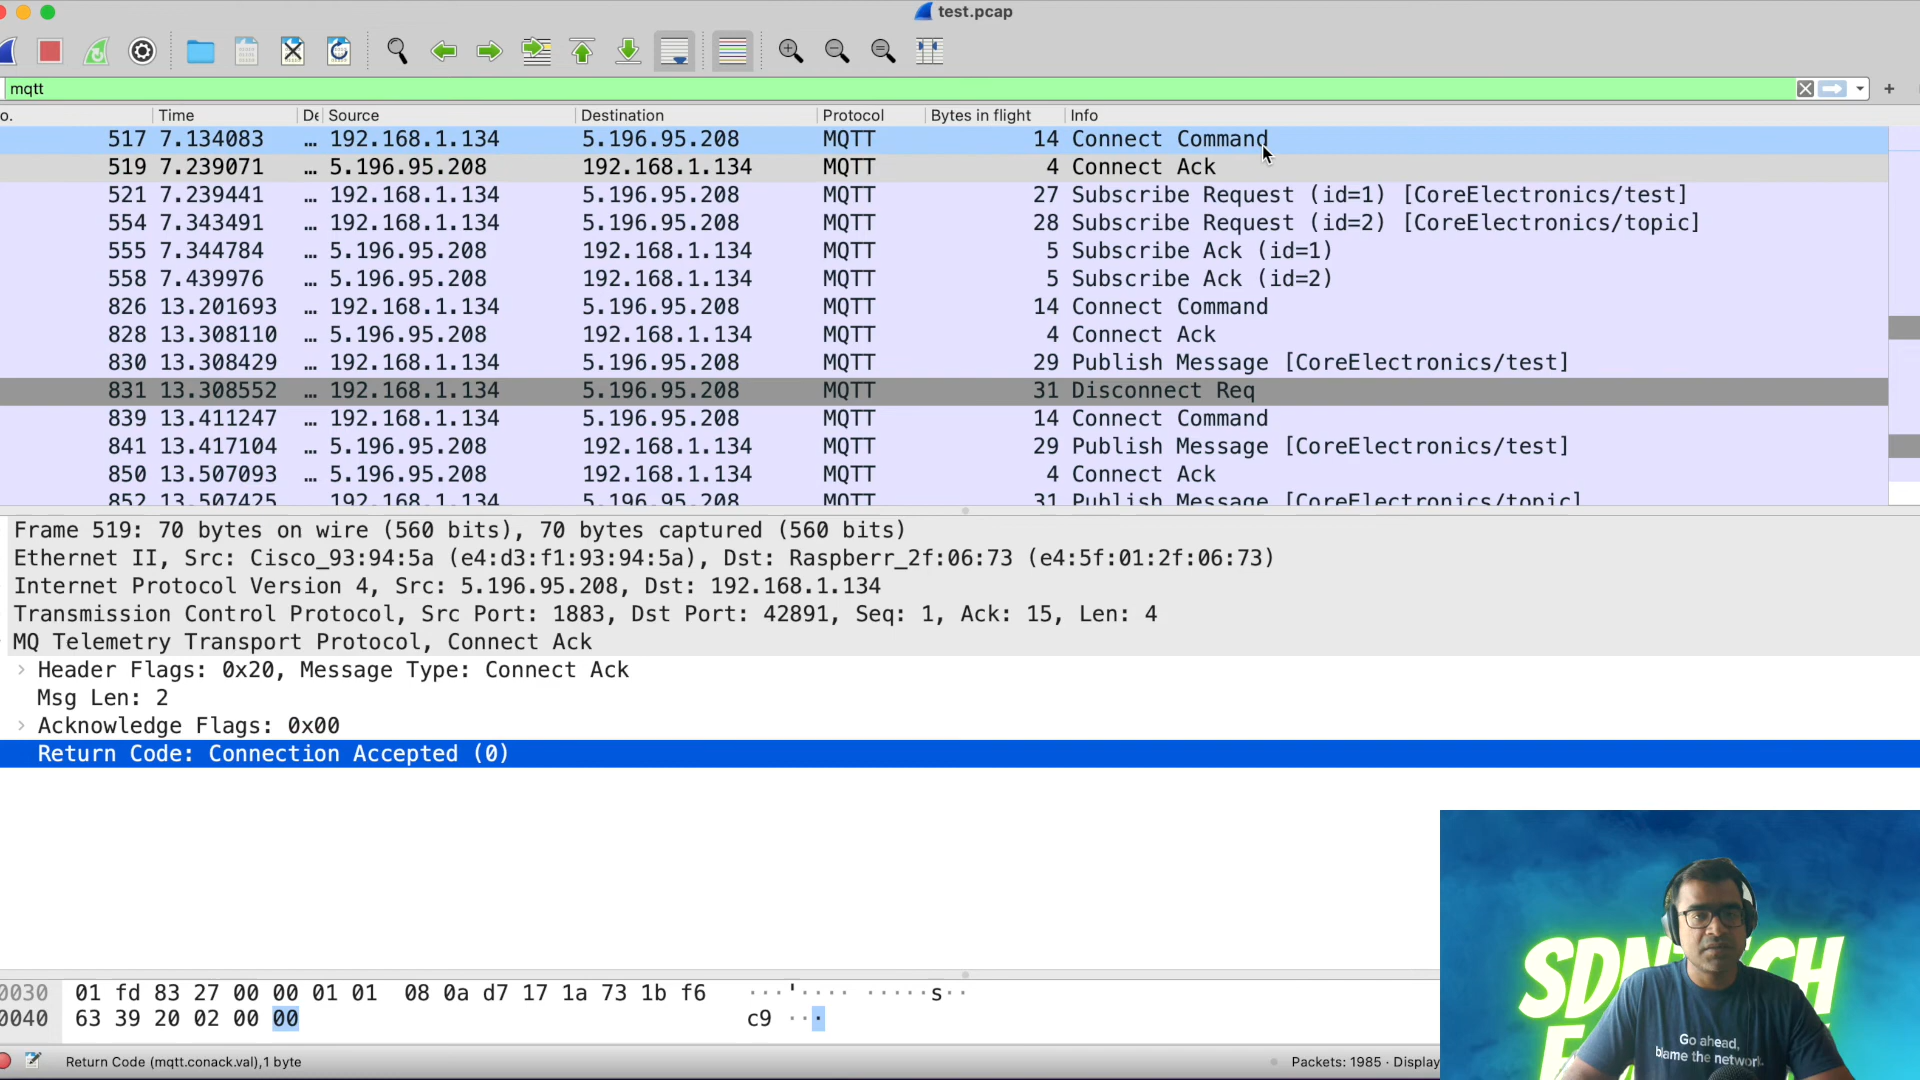 test.pcap
mqtt
o. Time De Source Destination Protocol Bytes in flight Info
517 7.134083 … 192.168.1.134 5.196.95.208 MQTT 14 Connect Command
519 7.239071 … 5.196.95.208 192.168.1.134 MQTT 4 Connect Ack
521 7.239441 … 192.168.1.134 5.196.95.208 MQTT 27 Subscribe Request (id=1) [CoreElectronics/test]
554 7.343491 … 192.168.1.134 5.196.95.208 MQTT 28 Subscribe Request (id=2) [CoreElectronics/topic]
555 7.344784 … 5.196.95.208 192.168.1.134 MQTT 5 Subscribe Ack (id=1)
558 7.439976 … 5.196.95.208 192.168.1.134 MQTT 5 Subscribe Ack (id=2)
826 13.201693 … 192.168.1.134 5.196.95.208 MQTT 14 Connect Command
828 13.308110 … 5.196.95.208 192.168.1.134 MQTT 4 Connect Ack
830 13.308429 … 192.168.1.134 5.196.95.208 MQTT 29 Publish Message [CoreElectronics/test]
831 13.308552 … 192.168.1.134 5.196.95.208 MQTT 31 Disconnect Req
839 13.411247 … 192.168.1.134 5.196.95.208 MQTT 14 Connect Command
841 13.417104 … 5.196.95.208 192.168.1.134 MQTT 29 Publish Message [CoreElectronics/test]
850 13.507093 … 5.196.95.208 192.168.1.134 MQTT 4 Connect Ack
852 13.507425 … 192.168.1.134 5.196.95.208 MQTT 31 Publish Message [CoreElectronics/topic]
Frame 519: 70 bytes on wire (560 bits), 70 bytes captured (560 bits)
Ethernet II, Src: Cisco_93:94:5a (e4:d3:f1:93:94:5a), Dst: Raspberr_2f:06:73 (e4:5f:01:2f:06:73)
Internet Protocol Version 4, Src: 5.196.95.208, Dst: 192.168.1.134
Transmission Control Protocol, Src Port: 1883, Dst Port: 42891, Seq: 1, Ack: 15, Len: 4
MQ Telemetry Transport Protocol, Connect Ack
Header Flags: 0x20, Message Type: Connect Ack
Msg Len: 2
Acknowledge Flags: 0x00
Return Code: Connection Accepted (0)
0030 01 fd 83 27 00 00 01 01 08 0a d7 17 1a 73 1b f6 ···'···· ·····s··
0040 63 39 20 02 00 00 c9 ···
Return Code (mqtt.conack.val), 1 byte
Packets: 1985 · Display
Go ahead,
blame the network.